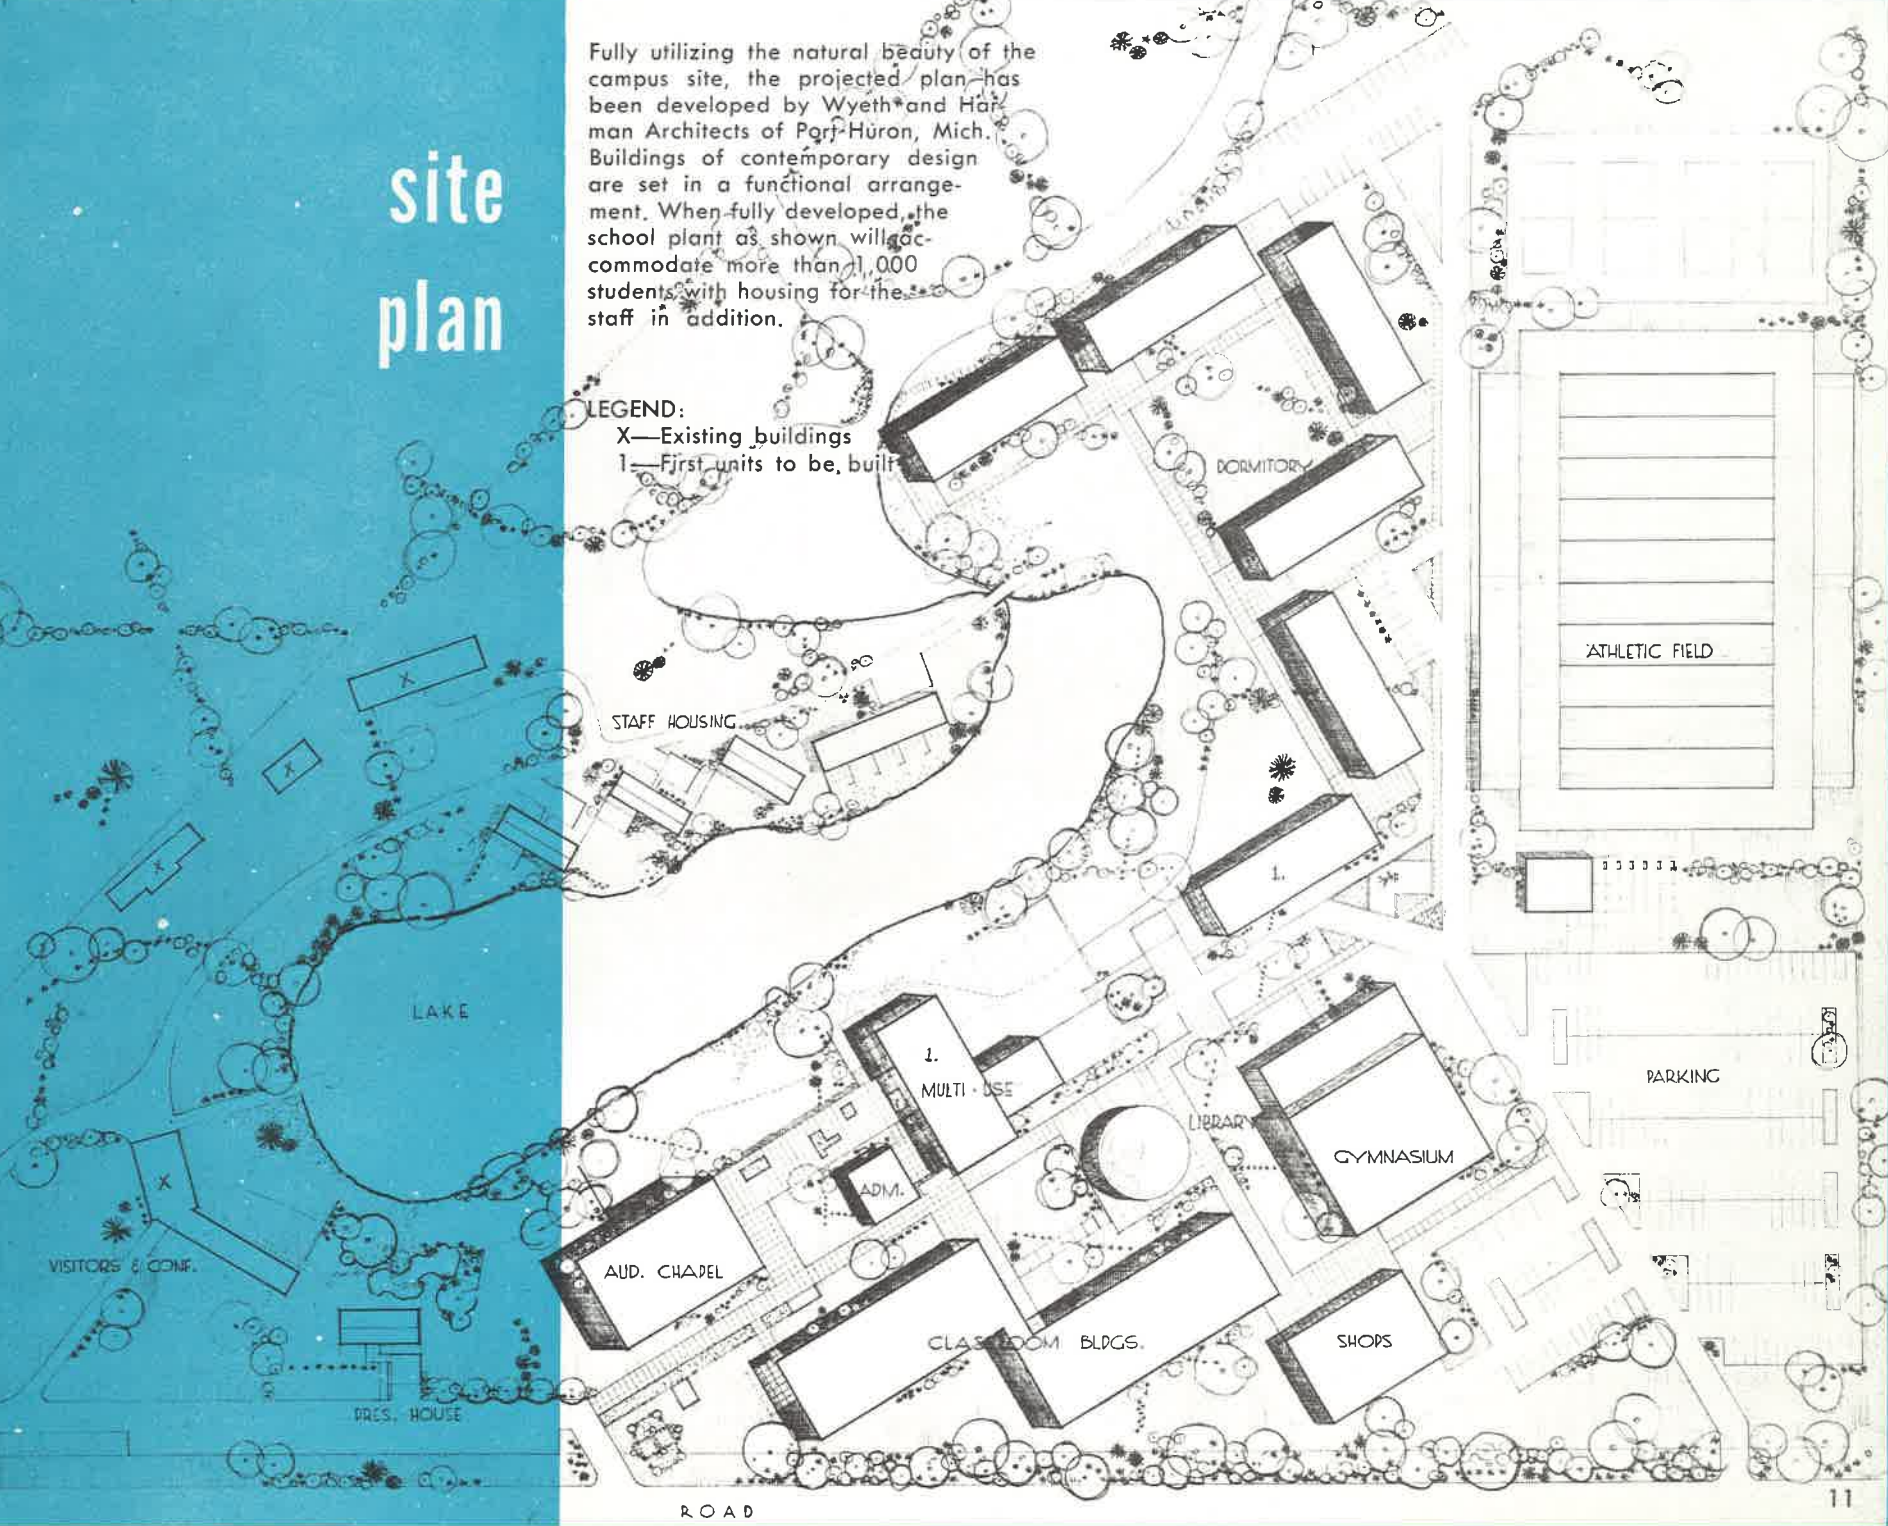 site
plan
Fully utilizing the natural beauty of the
campus site, the projected plan has
been developed by Wyeth and Har-
man Architects of Port Huron, Mich.
Buildings of contemporary design
are set in a functional arrange-
ment. When fully developed, the
school plant as shown will ac-
commodate more than 1,000
students with housing for the
staff in addition.
LEGEND:
X—Existing buildings
1—First units to be built
DORMITORY
ATHLETIC FIELD
X
STAFF HOUSING
X
X
1.
LAKE
1.
MULTI - USE
PARKING
LIBRARY
GYMNASIUM
X
ADM.
VISITORS & CONF.
AUD. CHAPEL
CLASSROOM BLDGS.
SHOPS
PRES. HOUSE
ROAD
11